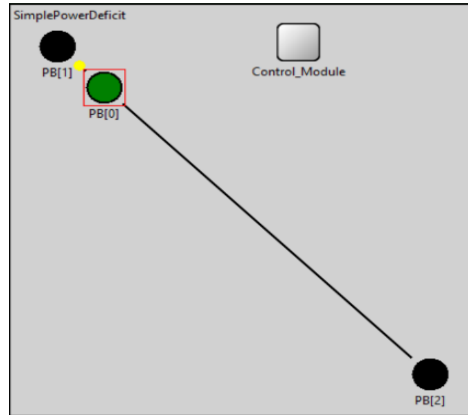 SimplePowerDeficit
PB[1]
Control_Module
PB[0]
PB[2]